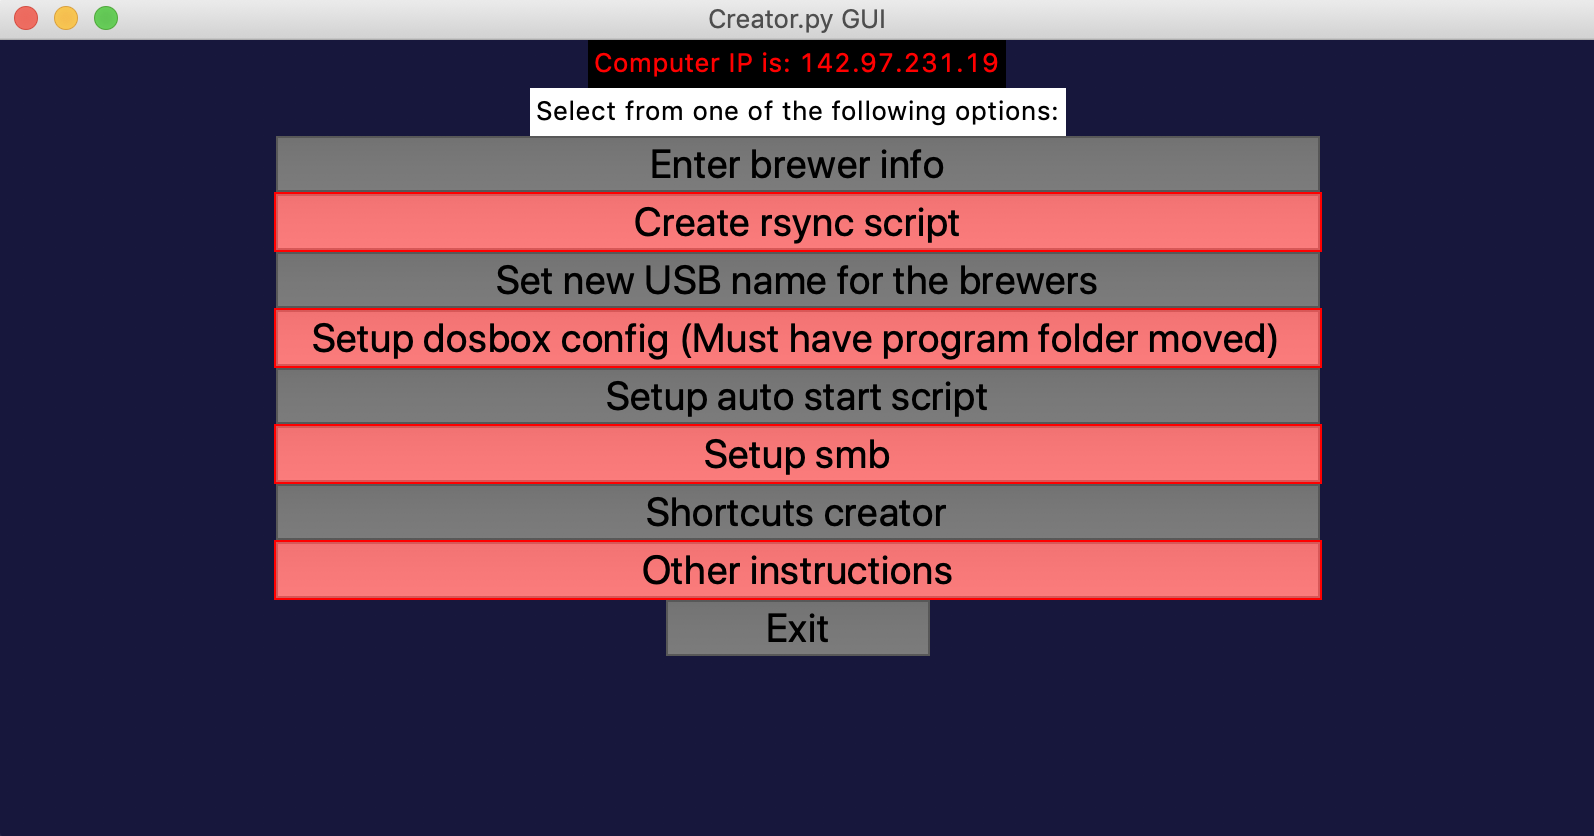 Creator.py GUI
Computer IP is: 142.97.231.19
Select from one of the following options:
Enter brewer info
Create rsync script
Set new USB name for the brewers
Setup dosbox config (Must have program folder moved)
Setup auto start script
Setup smb
Shortcuts creator
Other instructions
Exit